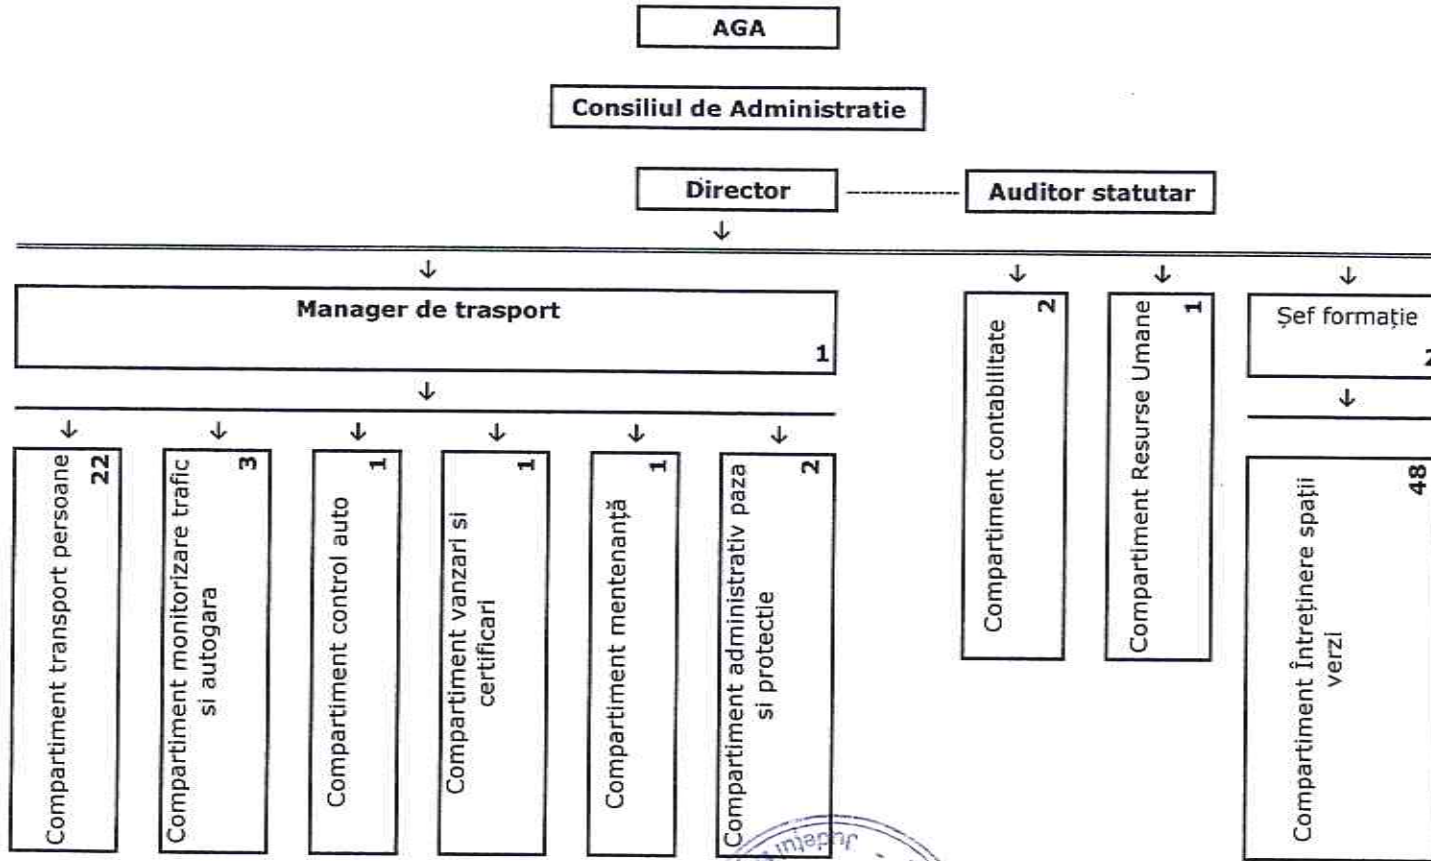 AGA
Consiliul de Administratie
Director
Auditor statutar
Manager de trasport
1
Compartiment contabilitate
2
Compartiment Resurse Umane
1
Șef formație
2
Compartiment transport persoane
22
Compartiment monitorizare trafic
si autogara
3
Compartiment control auto
1
Compartiment vanzari si
certificari
1
Compartiment mentenanță
1
Compartiment administrativ paza
si protectie
2
Compartiment Întreținere spații
verzi
48
Județul